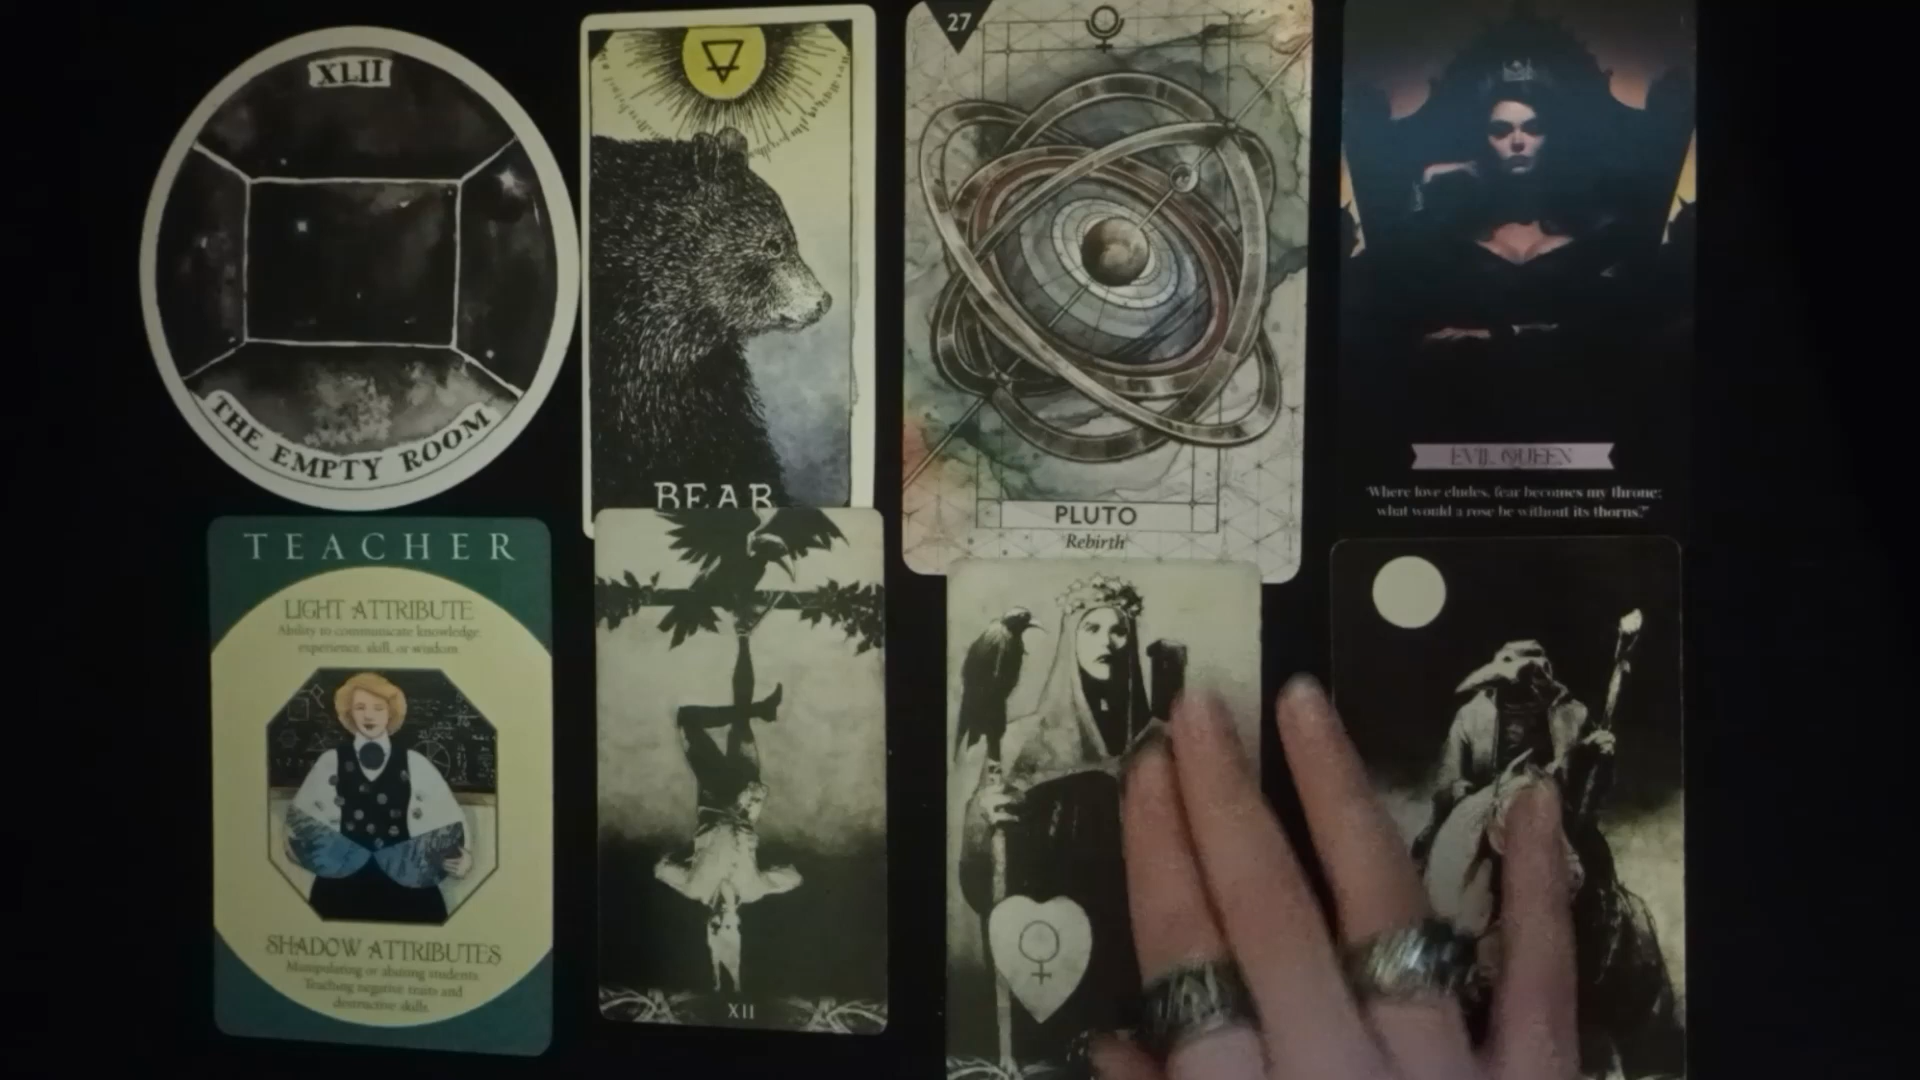 XLII
THE EMPTY ROOM
BEAR
27
PLUTO
Rebirth
EVIL QUEEN
"Where love eludes, fear becomes my throne;
what would a rose be without its thorns?"
TEACHER
LIGHT ATTRIBUTE
Ability to communicate knowledge,
experience, skill, or wisdom
SHADOW ATTRIBUTES
Manipulating or abusing students
Teaching negative traits and
destructive skills.
XII